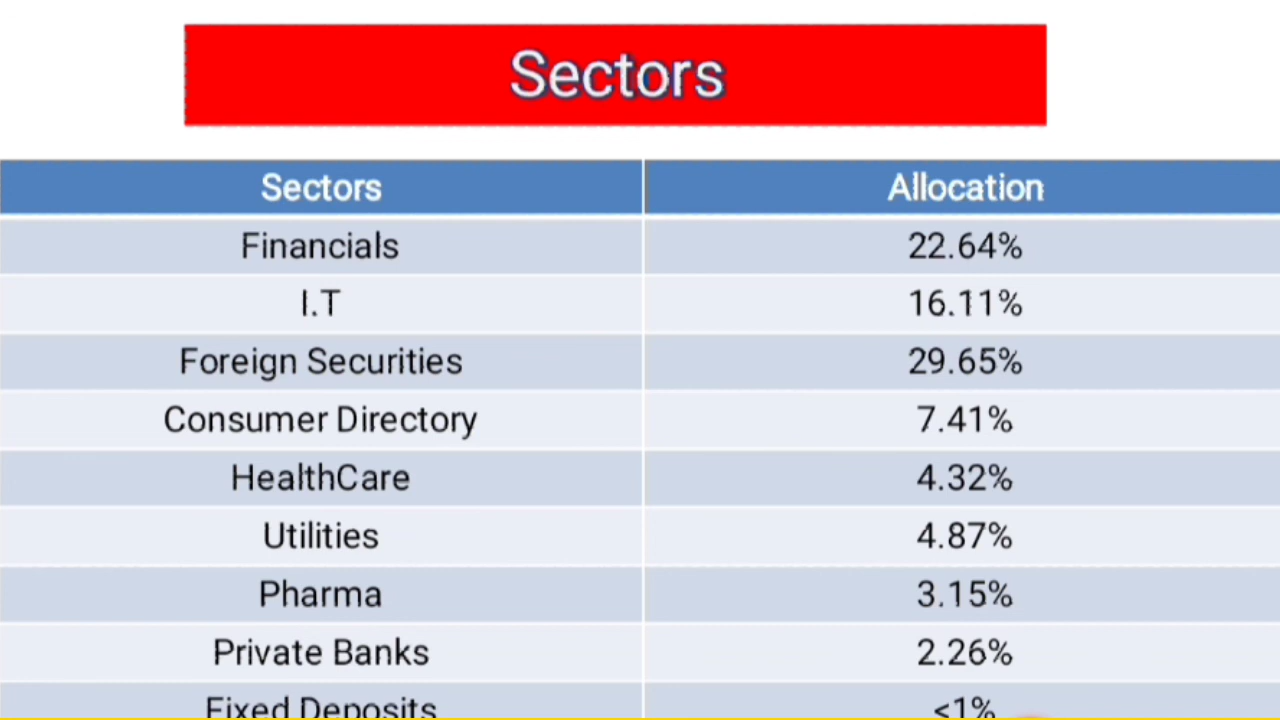 Sectors
Sectors Allocation
Financials 22.64%
I.T 16.11%
Foreign Securities 29.65%
Consumer Directory 7.41%
HealthCare 4.32%
Utilities 4.87%
Pharma 3.15%
Private Banks 2.26%
Fixed Deposits <1%